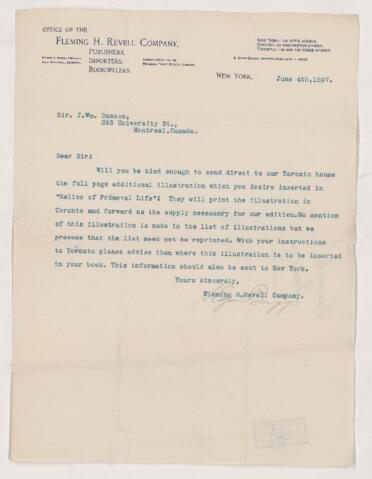 OFFICE OF THE
FLEMING H. REVELL COMPANY,
PUBLISHERS,
IMPORTERS,
BOOKSELLERS.
NEW YORK, June 4th, 1897.
Sir. J.Wm. Dawson,
293 University St.,
Montreal,Canada.
Dear Sir:
Will you be kind enough to send direct to our Toronto house
the full page additional illustration which you desire inserted in
"Relics of Primeval Life"; They will print the illustration in
Toronto and forward us the supply necessary for our edition.No mention
of this illustration is made in the list of illustrations but we
presume that the list need not be reprinted. With your instructions
to Toronto please advise them where this illustration is to be inserted
in your book. This information should also be sent to New York.
Yours sincerely,
Fleming H.Revell Company.